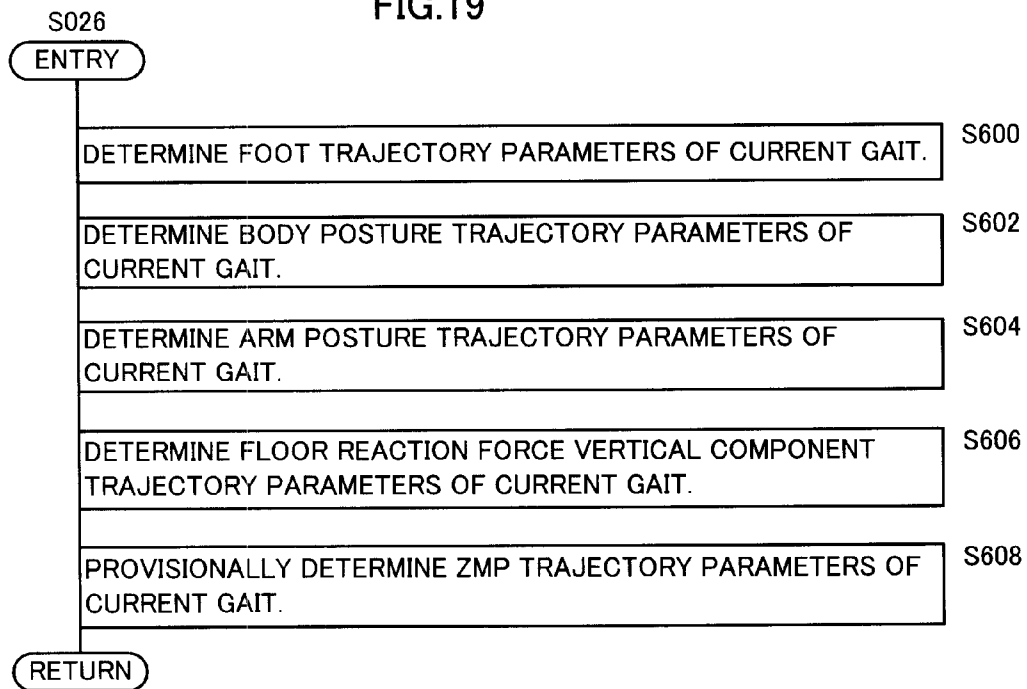 FIG.19
S026
ENTRY
DETERMINE FOOT TRAJECTORY PARAMETERS OF CURRENT GAIT.
S600
DETERMINE BODY POSTURE TRAJECTORY PARAMETERS OF
CURRENT GAIT.
S602
DETERMINE ARM POSTURE TRAJECTORY PARAMETERS OF
CURRENT GAIT.
S604
DETERMINE FLOOR REACTION FORCE VERTICAL COMPONENT
TRAJECTORY PARAMETERS OF CURRENT GAIT.
S606
PROVISIONALLY DETERMINE ZMP TRAJECTORY PARAMETERS OF
CURRENT GAIT.
S608
RETURN